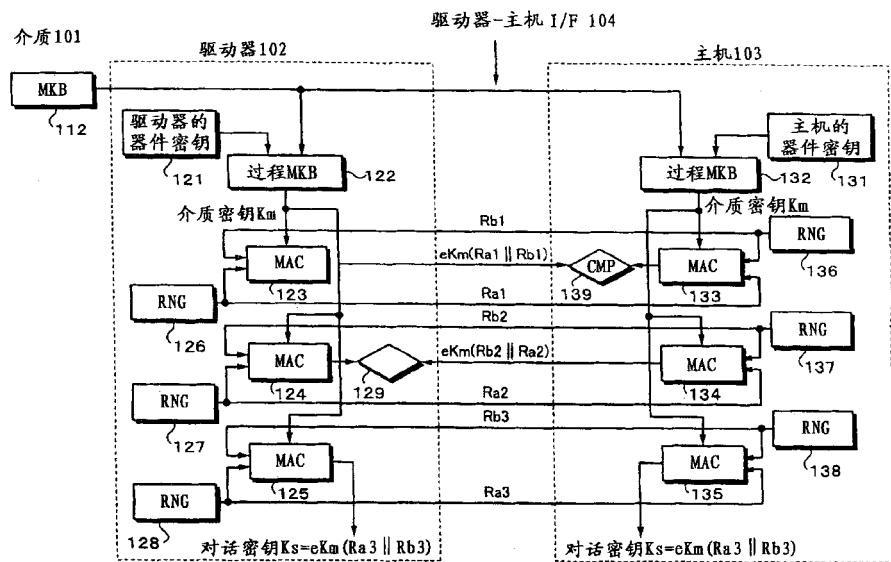 驱动器-主机 I/F 104
介质101
驱动器102
主机103
MKB
112
驱动器的
器件密钥
121
过程MKB
122
主机的
器件密钥
131
过程MKB
132
介质密钥Km
介质密钥Km
Rb1
RNG
136
MAC
123
eKm(Ra1 || Rb1)
CMP
139
MAC
133
RNG
126
Ra1
Rb2
RNG
137
MAC
124
129
eKm(Rb2 || Ra2)
MAC
134
RNG
127
Ra2
Rb3
RNG
138
MAC
125
MAC
135
RNG
128
Ra3
对话密钥Ks=eKm(Ra3 || Rb3)
对话密钥Ks=eKm(Ra3 || Rb3)